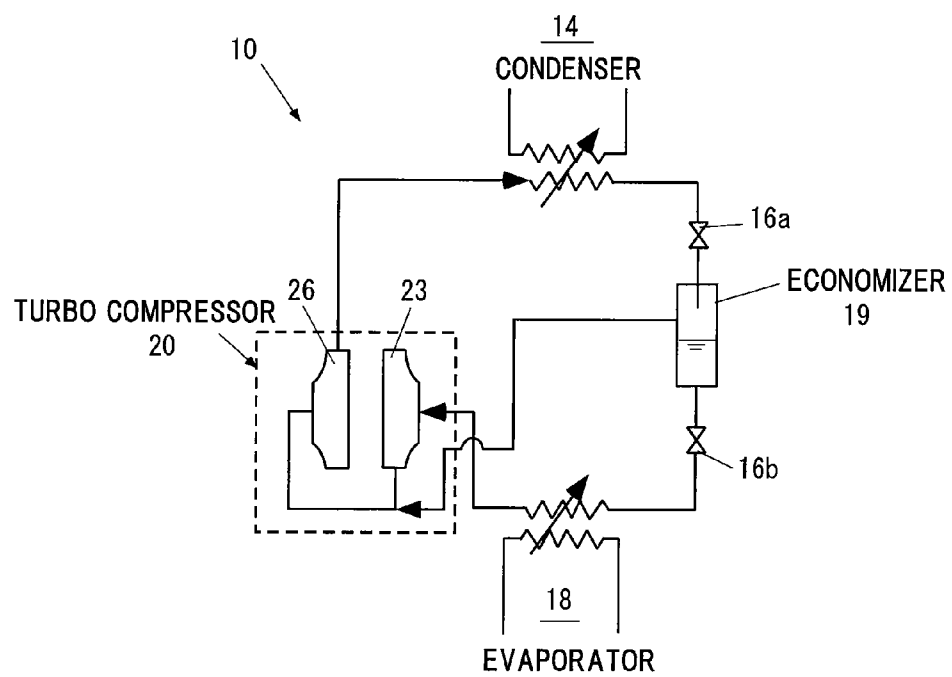 14
CONDENSER
10
16a
ECONOMIZER
19
26
23
TURBO COMPRESSOR
20
16b
18
EVAPORATOR